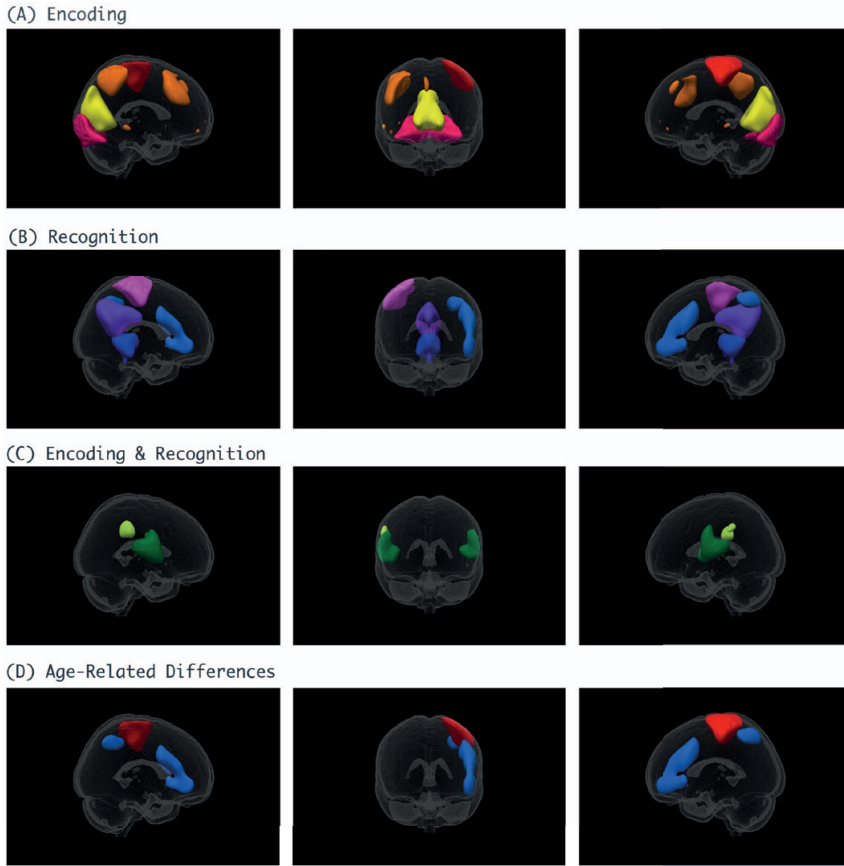 (A) Encoding
(B) Recognition
(C) Encoding & Recognition
(D) Age-Related Differences